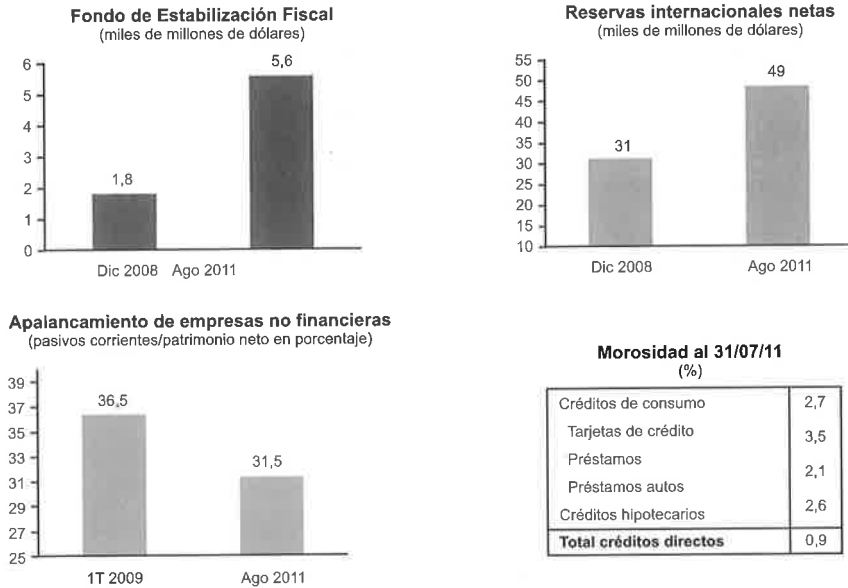 Fondo de Estabilización Fiscal
(miles de millones de dólares)
6
5
4
3
2
1
0
1,8
5,6
Dic 2008 Ago 2011
Reservas internacionales netas
(miles de millones de dólares)
55
50
45
40
35
30
25
20
15
10
31
49
Dic 2008 Ago 2011
Apalancamiento de empresas no financieras
(pasivos corrientes/patrimonio neto en porcentaje)
39
37
35
33
31
29
27
25
36,5
31,5
1T 2009 Ago 2011
Morosidad al 31/07/11
(%)
Créditos de consumo 2,7
Tarjetas de crédito 3,5
Préstamos 2,1
Préstamos autos 2,6
Créditos hipotecarios
Total créditos directos 0,9